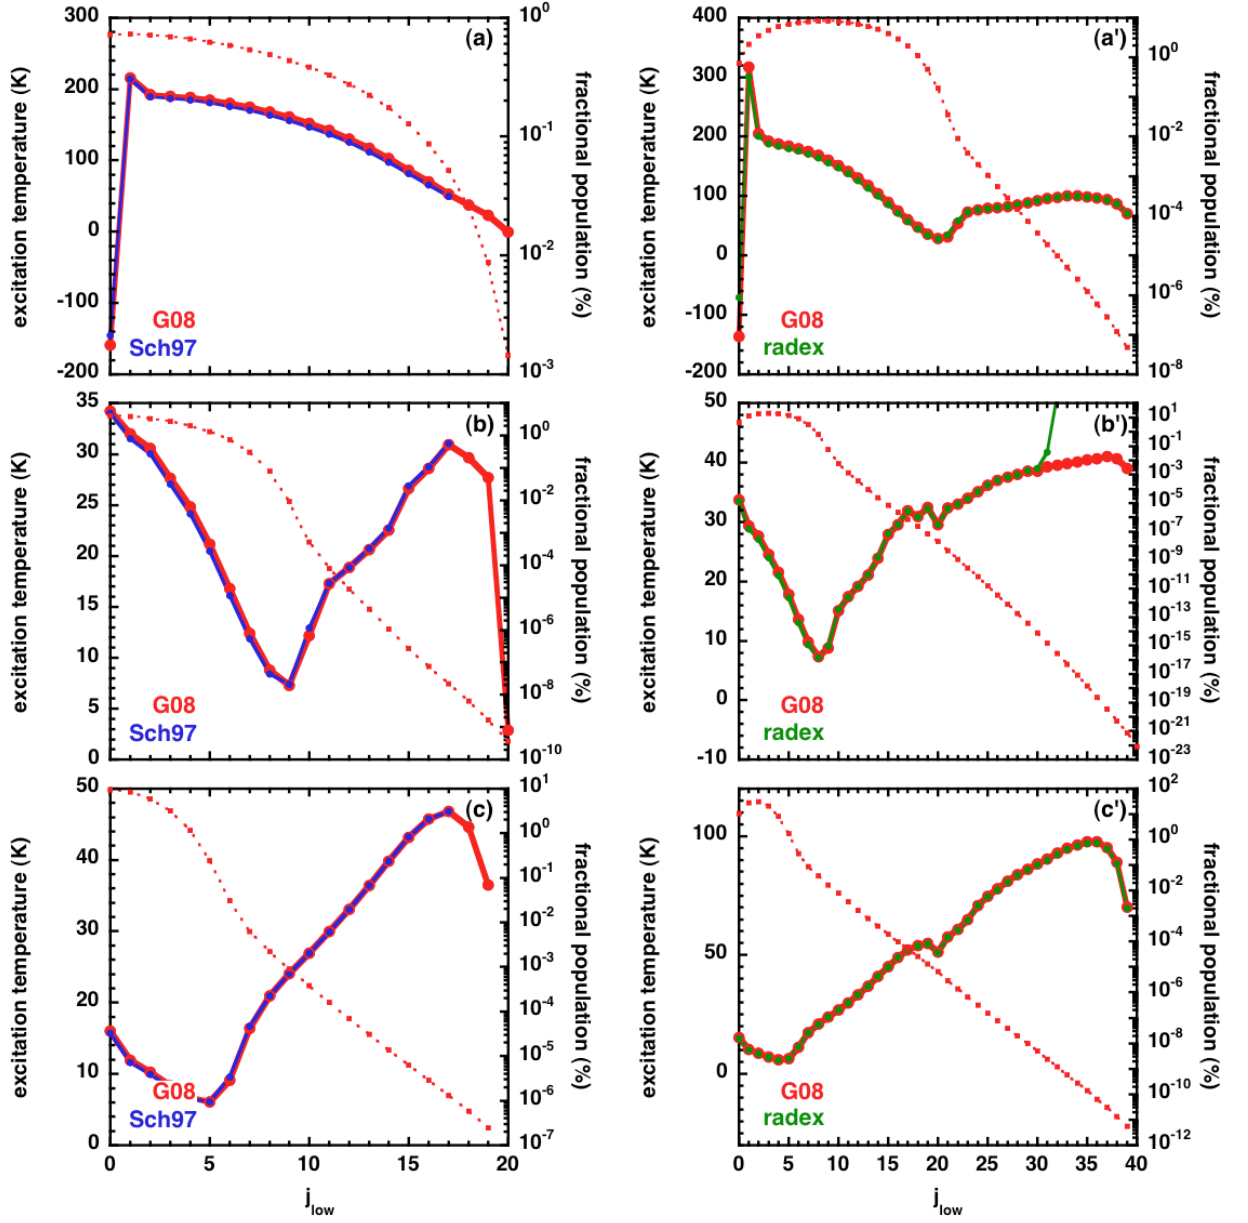 (a)
excitation temperature (K)
400
300
200
100
0
-100
-200
10^0
10^-1
10^-2
10^-3
fractional population (%)
G08
Sch97
(a')
excitation temperature (K)
400
300
200
100
0
-100
-200
10^0
10^-2
10^-4
10^-6
10^-8
fractional population (%)
G08
radex
(b)
excitation temperature (K)
35
30
25
20
15
10
5
0
10^0
10^-2
10^-4
10^-6
10^-8
10^-10
fractional population (%)
G08
Sch97
(b')
excitation temperature (K)
50
40
30
20
10
0
-10
10^1
10^-1
10^-3
10^-5
10^-7
10^-9
10^-11
10^-13
10^-15
10^-17
10^-19
10^-21
10^-23
fractional population (%)
G08
radex
(c)
excitation temperature (K)
50
40
30
20
10
0
10^1
10^0
10^-1
10^-2
10^-3
10^-4
10^-5
10^-6
10^-7
fractional population (%)
G08
Sch97
0 5 10 15 20
j_low
(c')
excitation temperature (K)
100
50
0
10^2
10^0
10^-2
10^-4
10^-6
10^-8
10^-10
10^-12
fractional population (%)
G08
radex
0 5 10 15 20 25 30 35 40
j_low